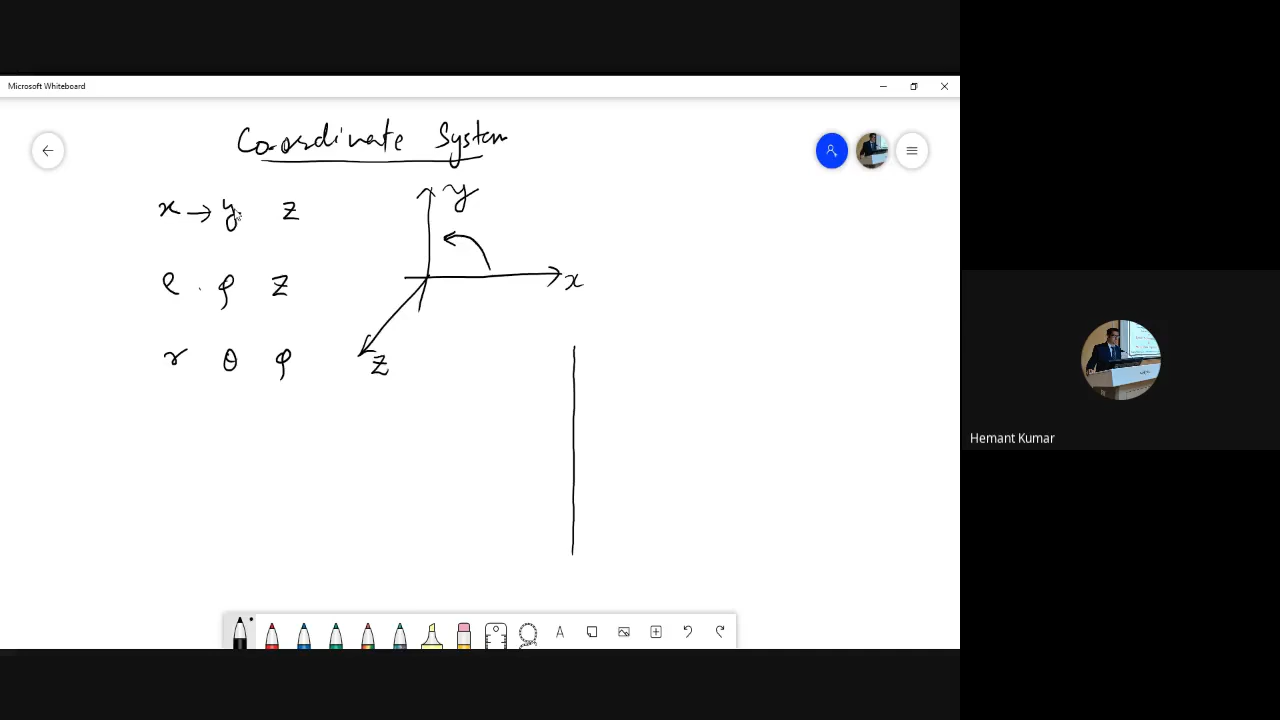 Microsoft Whiteboard
Coordinate System
x → y z
y
x
z
ρ φ z
r θ φ
A
Hemant Kumar